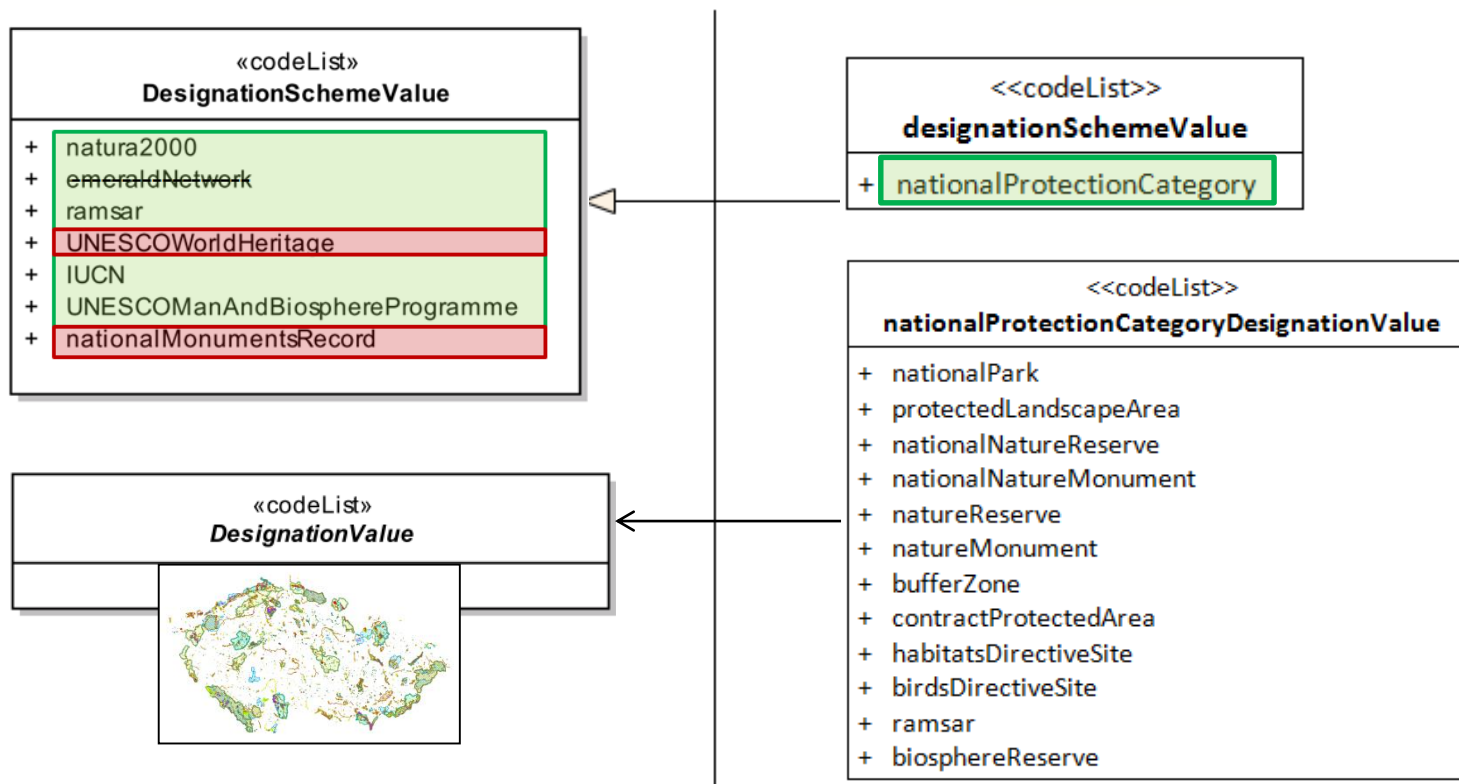 «codeList»
DesignationSchemeValue
+ natura2000
+ emeraldNetwork
+ ramsar
+ UNESCOWorldHeritage
+ IUCN
+ UNESCOManAndBiosphereProgramme
+ nationalMonumentsRecord
«codeList»
DesignationValue
<<codeList>>
designationSchemeValue
+ nationalProtectionCategory
<<codeList>>
nationalProtectionCategoryDesignationValue
+ nationalPark
+ protectedLandscapeArea
+ nationalNatureReserve
+ nationalNatureMonument
+ natureReserve
+ natureMonument
+ bufferZone
+ contractProtectedArea
+ habitatsDirectiveSite
+ birdsDirectiveSite
+ ramsar
+ biosphereReserve